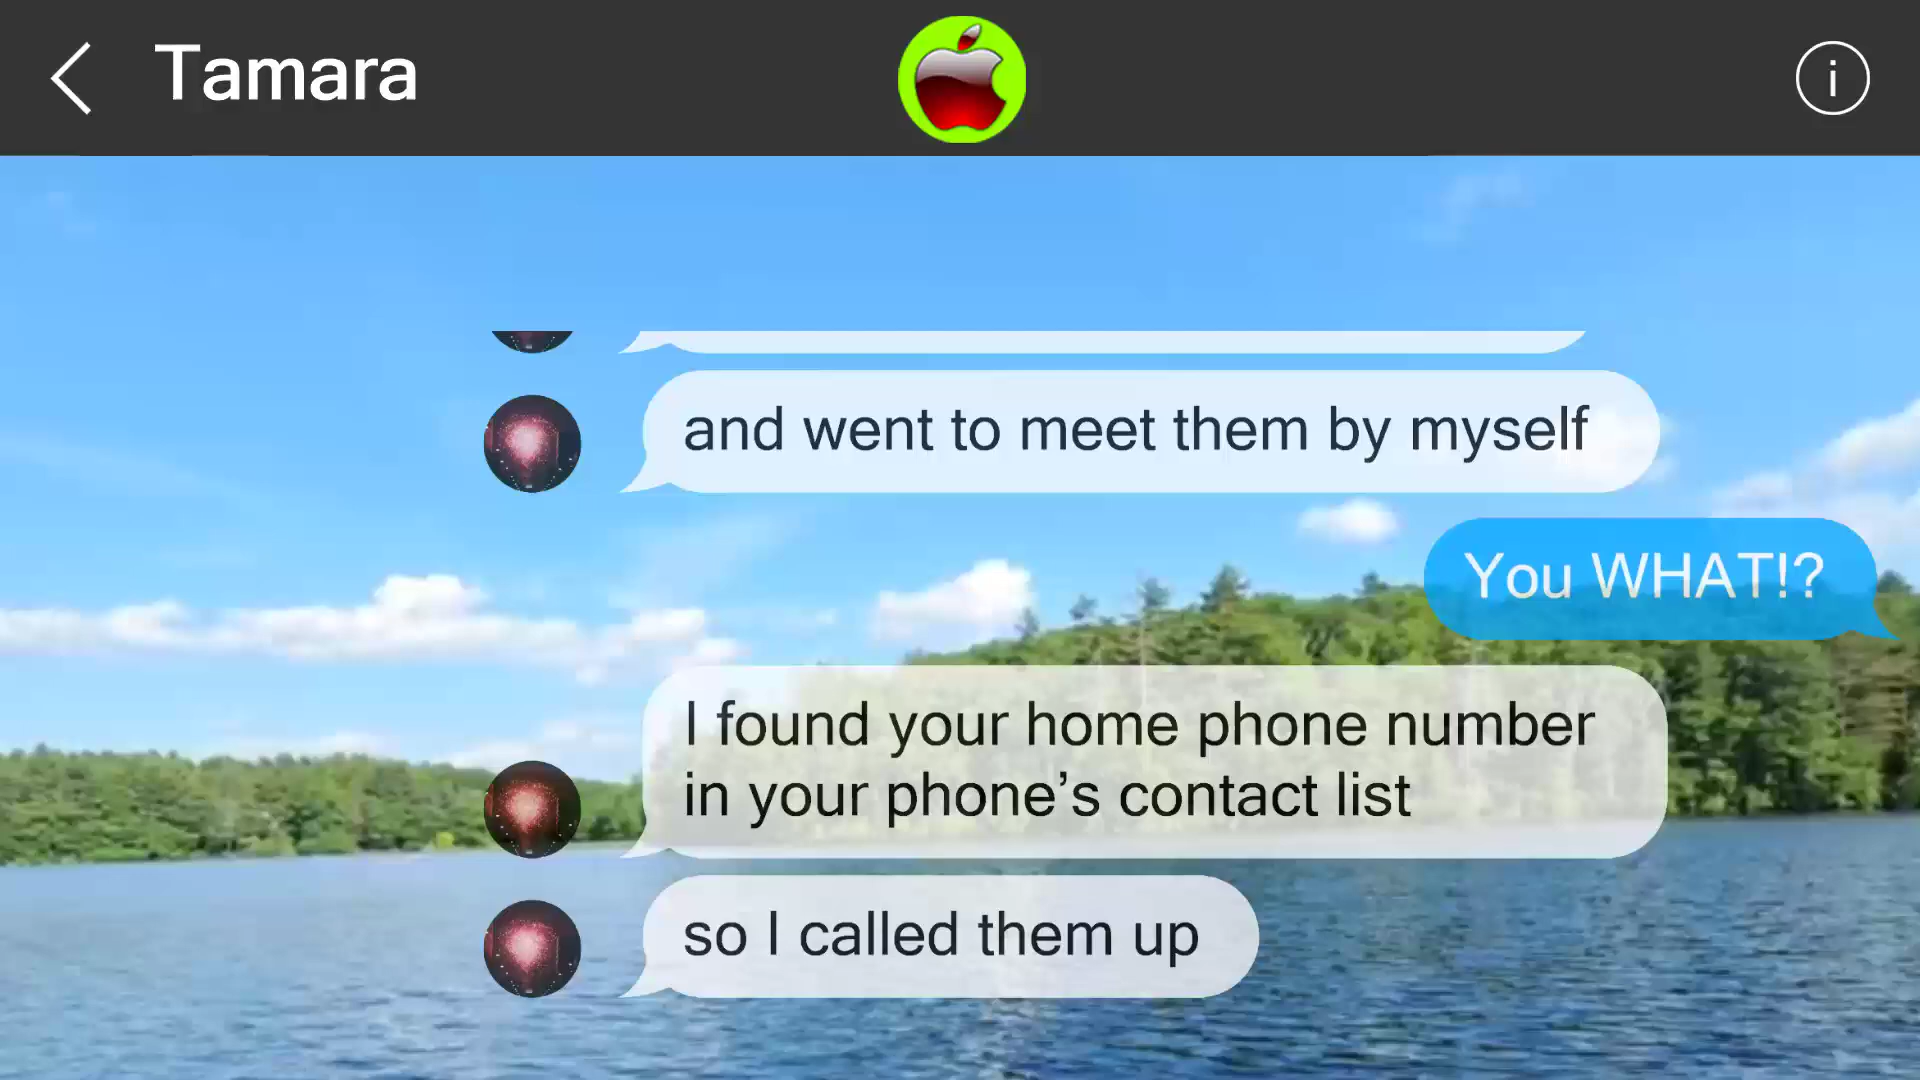 Tamara
and went to meet them by myself
You WHAT!?
I found your home phone number
in your phone’s contact list
so I called them up